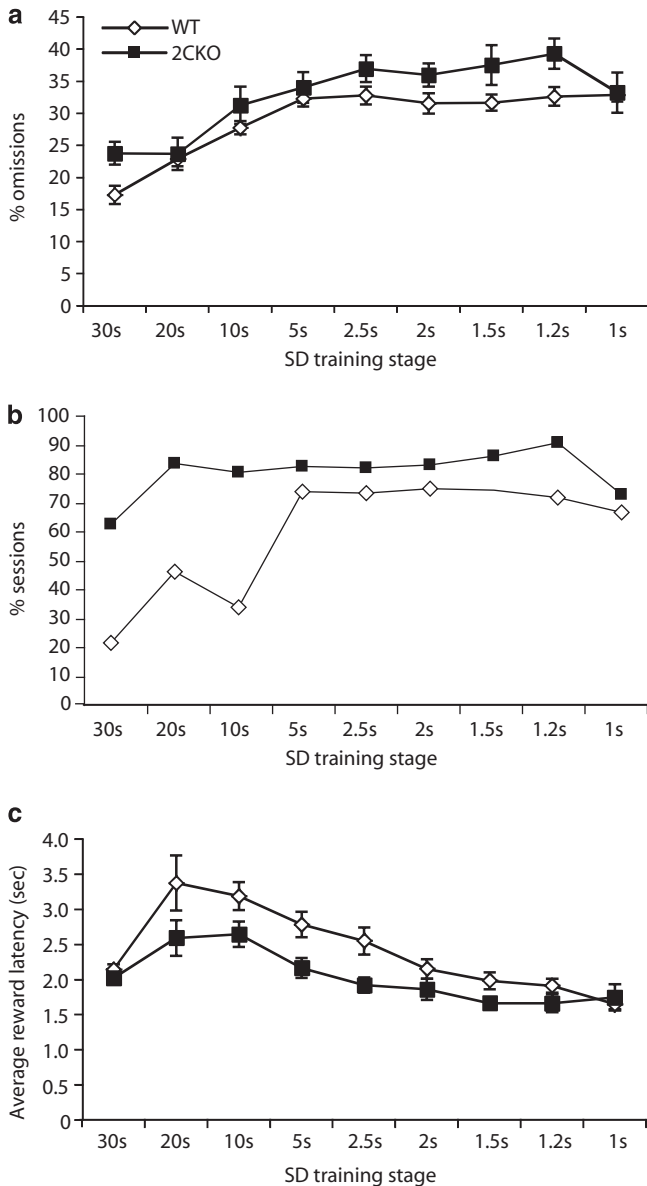 a
WT
2CKO
% omissions
45
40
35
30
25
20
15
10
5
0
30s 20s 10s 5s 2.5s 2s 1.5s 1.2s 1s
SD training stage
b
% sessions
100
90
80
70
60
50
40
30
20
10
0
30s 20s 10s 5s 2.5s 2s 1.5s 1.2s 1s
SD training stage
c
Average reward latency (sec)
4.0
3.5
3.0
2.5
2.0
1.5
1.0
0.5
0
30s 20s 10s 5s 2.5s 2s 1.5s 1.2s 1s
SD training stage